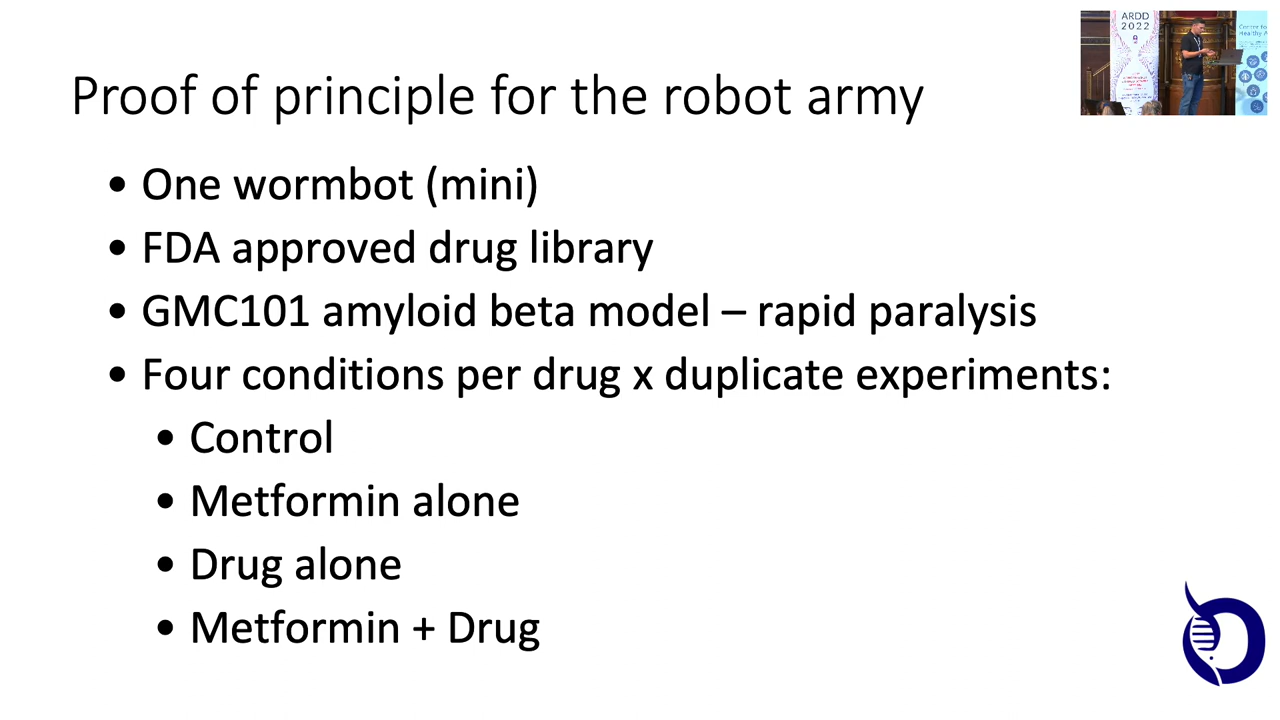 Proof of principle for the robot army
• One wormbot (mini)
• FDA approved drug library
• GMC101 amyloid beta model – rapid paralysis
• Four conditions per drug x duplicate experiments:
• Control
• Metformin alone
• Drug alone
• Metformin + Drug
ARDD
2022